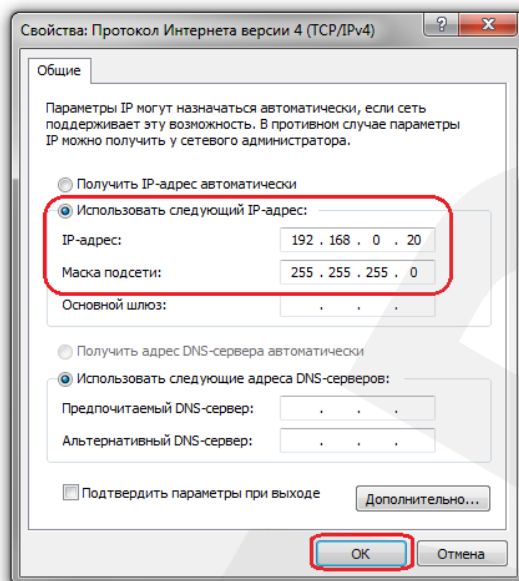 Свойства: Протокол Интернета версии 4 (TCP/IPv4)
Общие
Параметры IP могут назначаться автоматически, если сеть
поддерживает эту возможность. В противном случае параметры
IP можно получить у сетевого администратора.
Получить IP-адрес автоматически
Использовать следующий IP-адрес:
IP-адрес: 192 . 168 . 0 . 20
Маска подсети: 255 . 255 . 255 . 0
Основной шлюз: . . .
Получить адрес DNS-сервера автоматически
Использовать следующие адреса DNS-серверов:
Предпочитаемый DNS-сервер: . . .
Альтернативный DNS-сервер: . . .
Подтвердить параметры при выходе
Дополнительно...
ОК Отмена